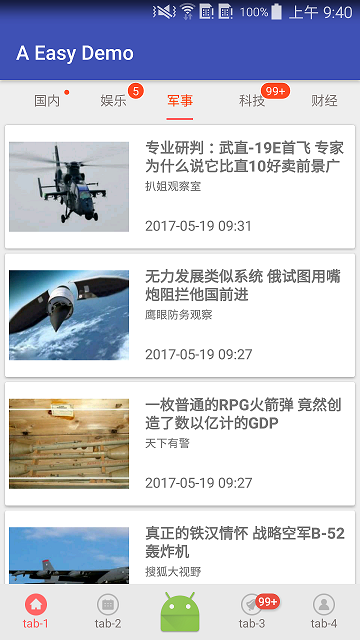 100% 上午 9:40
A Easy Demo
国内 娱乐 5 军事 科技 99+ 财经
专业研判：武直-19E首飞 专家
为什么说它比直10好卖前景广
扒姐观察室
2017-05-19 09:31
无力发展类似系统 俄试图用嘴
炮阻拦他国前进
鹰眼防务观察
2017-05-19 09:27
一枚普通的RPG火箭弹 竟然创
造了数以亿计的GDP
天下有警
2017-05-19 09:27
真正的铁汉情怀 战略空军B-52
轰炸机
搜狐大视野
99+
tab-1 tab-2 tab-3 tab-4